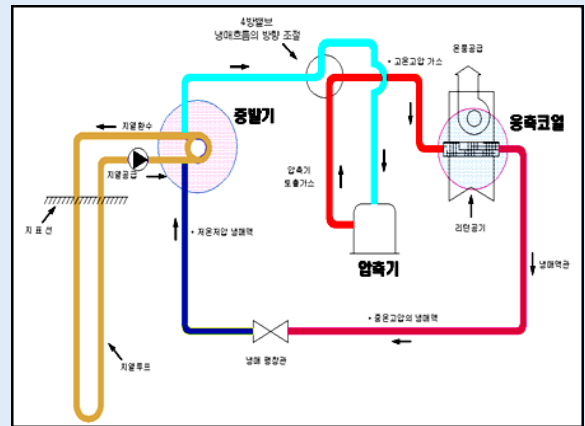 4방밸브
냉매흐름의 방향 조절
• 고온고압 가스
온풍공급
증발기
응축코일
지열환수
지열공급
압축기
토출가스
리턴공기
지표선
• 저온저압 냉매액
압축기
냉매액관
• 중온고압의 냉매액
지열루프
냉매 팽창관